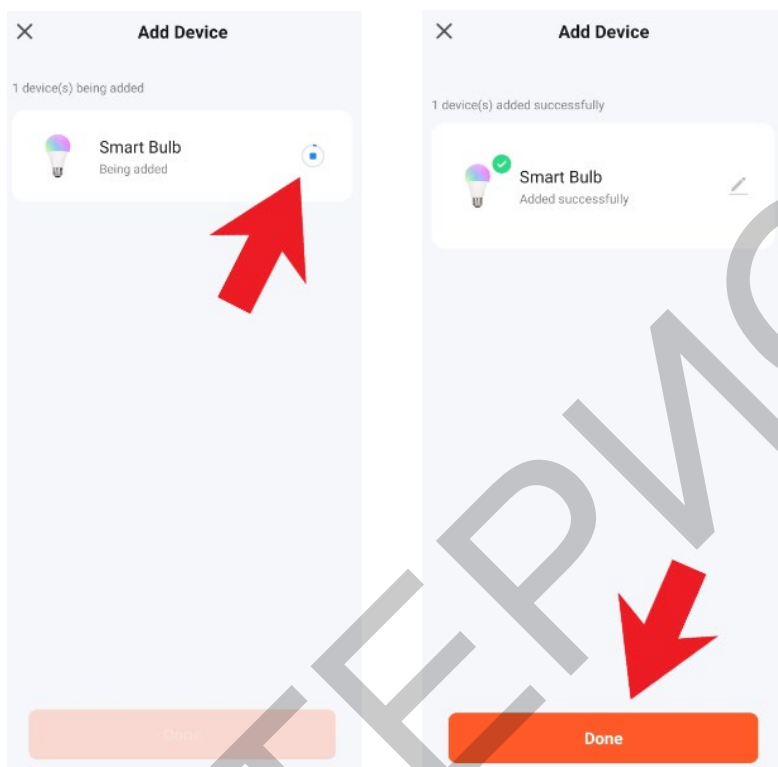 Add Device
1 device(s) being added
Smart Bulb
Being added
Done
Add Device
1 device(s) added successfully
Smart Bulb
Added successfully
Done